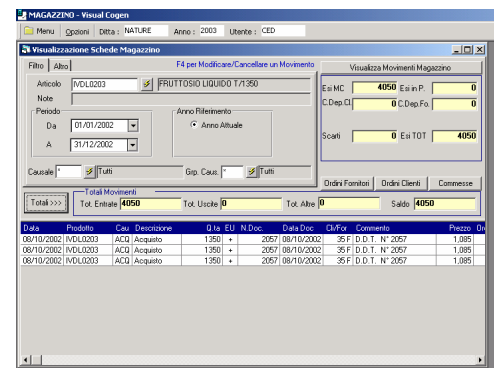 MAGAZZINO - Visual Cogen
Menu Opzioni Ditta : NATURE Anno : 2003 Utente : CED
Visualizzazione Schede Magazzino
Filtro Altro F4 per Modificare/Cancellare un Movimento
Visualizza Movimenti Magazzino
Articolo IVDL0203 FRUTTOSIO LIQUIDO T/1350
Note
Esi MC 4050 Esi in P. 0
C.Dep.Cl. 0 C.Dep.Fo. 0
Periodo Anno Riferimento
Da 01/01/2002 Anno Attuale
A 31/12/2002
Scarti 0 Esi TOT 4050
Causale * Tutti Grp. Caus. * Tutti
Ordini Fornitori Ordini Clienti Commesse
Totali >>> Totali Movimenti
Tot. Entrate 4050 Tot. Uscite 0 Tot. Altre 0 Saldo 4050
Data Prodotto Cau Descrizione Q.ta EU N.Doc. Data Doc Cli/For Commento Prezzo Ord
08/10/2002 IVDL0203 ACQ Acquisto 1350 + 2057 08/10/2002 35 F D.D.T. N° 2057 1,085
08/10/2002 IVDL0203 ACQ Acquisto 1350 + 2057 08/10/2002 35 F D.D.T. N° 2057 1,085
08/10/2002 IVDL0203 ACQ Acquisto 1350 + 2057 08/10/2002 35 F D.D.T. N° 2057 1,085